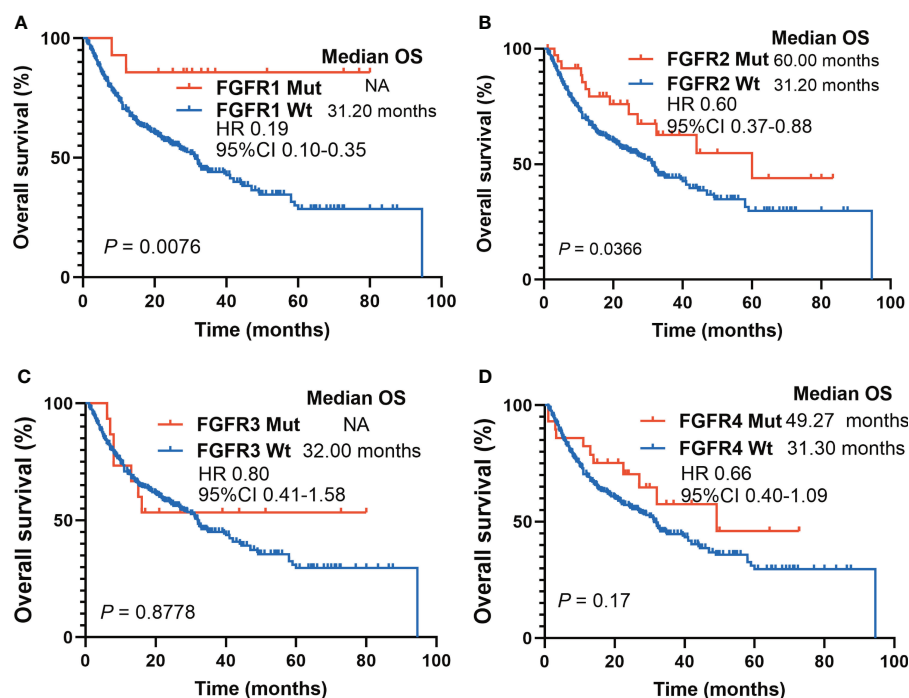 A
Median OS
FGFR1 Mut NA
FGFR1 Wt 31.20 months
HR 0.19
95%CI 0.10-0.35
P = 0.0076
Overall survival (%)
100
50
0
0 20 40 60 80 100
Time (months)
B
Median OS
FGFR2 Mut 60.00 months
FGFR2 Wt 31.20 months
HR 0.60
95%CI 0.37-0.88
P = 0.0366
Overall survival (%)
100
50
0
0 20 40 60 80 100
Time (months)
C
Median OS
FGFR3 Mut NA
FGFR3 Wt 32.00 months
HR 0.80
95%CI 0.41-1.58
P = 0.8778
Overall survival (%)
100
50
0
0 20 40 60 80 100
Time (months)
D
Median OS
FGFR4 Mut 49.27 months
FGFR4 Wt 31.30 months
HR 0.66
95%CI 0.40-1.09
P = 0.17
Overall survival (%)
100
50
0
0 20 40 60 80 100
Time (months)